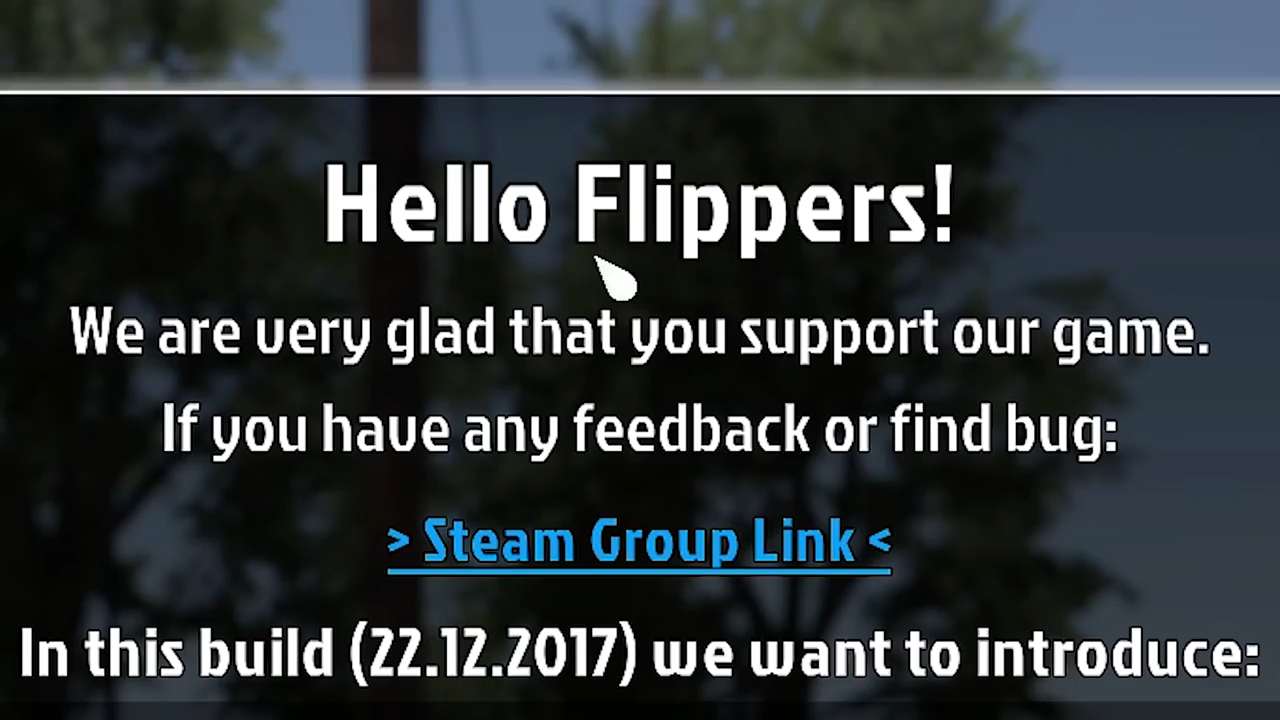 Hello Flippers!
We are very glad that you support our game.
If you have any feedback or find bug:
> Steam Group Link <
In this build (22.12.2017) we want to introduce: